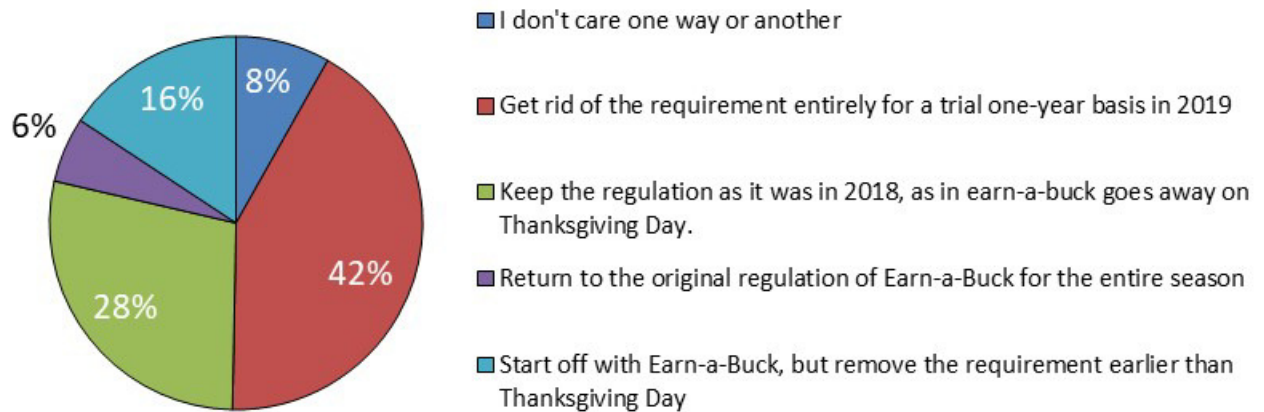 8%
16%
6%
42%
28%
I don't care one way or another
Get rid of the requirement entirely for a trial one-year basis in 2019
Keep the regulation as it was in 2018, as in earn-a-buck goes away on
Thanksgiving Day.
Return to the original regulation of Earn-a-Buck for the entire season
Start off with Earn-a-Buck, but remove the requirement earlier than
Thanksgiving Day